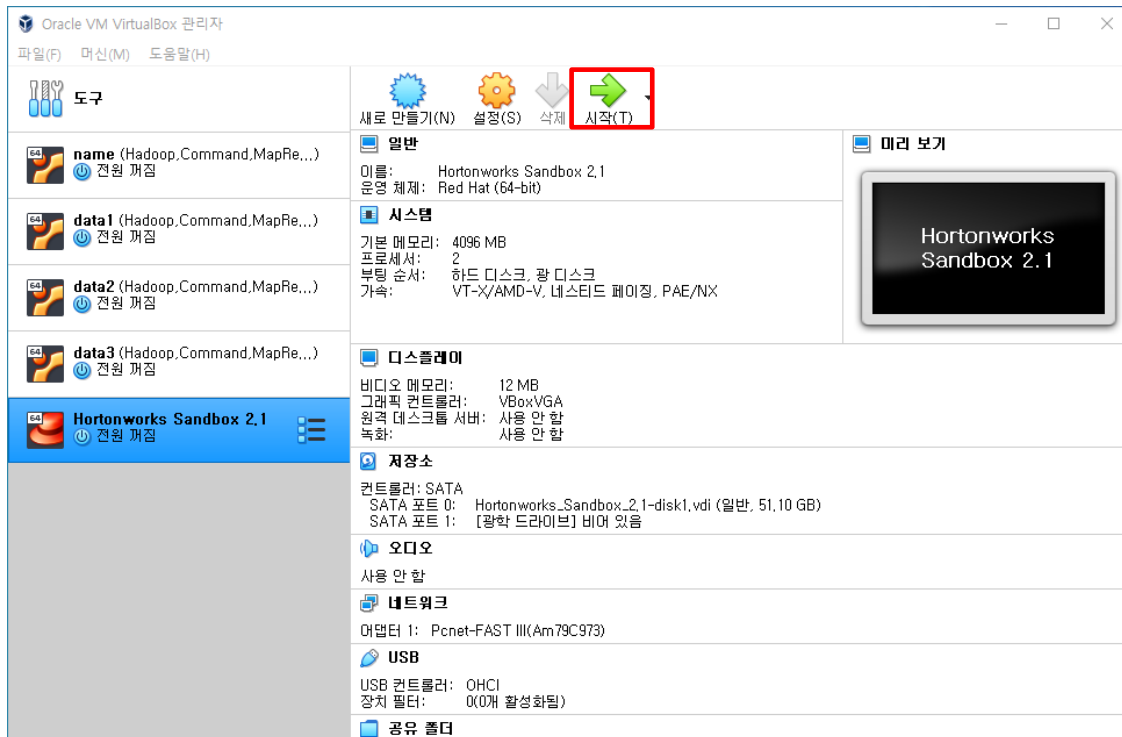 Oracle VM VirtualBox 관리자
파일(F) 머신(M) 도움말(H)
도구
새로 만들기(N) 설정(S) 삭제 시작(T)
64 name (Hadoop,Command,MapRe...)
전원 꺼짐
64 data1 (Hadoop,Command,MapRe...)
전원 꺼짐
64 data2 (Hadoop,Command,MapRe...)
전원 꺼짐
64 data3 (Hadoop,Command,MapRe...)
전원 꺼짐
64 Hortonworks Sandbox 2.1
전원 꺼짐
일반
이름: Hortonworks Sandbox 2.1
운영 체제: Red Hat (64-bit)
미리 보기
Hortonworks
Sandbox 2.1
시스템
기본 메모리: 4096 MB
프로세서: 2
부팅 순서: 하드 디스크, 광 디스크
가속: VT-X/AMD-V, 네스티드 페이징, PAE/NX
디스플레이
비디오 메모리: 12 MB
그래픽 컨트롤러: VBoxVGA
원격 데스크톱 서버: 사용 안 함
녹화: 사용 안 함
저장소
컨트롤러: SATA
SATA 포트 0: Hortonworks_Sandbox_2.1-disk1.vdi (일반, 51.10 GB)
SATA 포트 1: [광학 드라이브] 비어 있음
오디오
사용 안 함
네트워크
어댑터 1: Pcnet-FAST III(Am79C973)
USB
USB 컨트롤러: OHCI
장치 필터: 0(0개 활성화됨)
공유 폴더